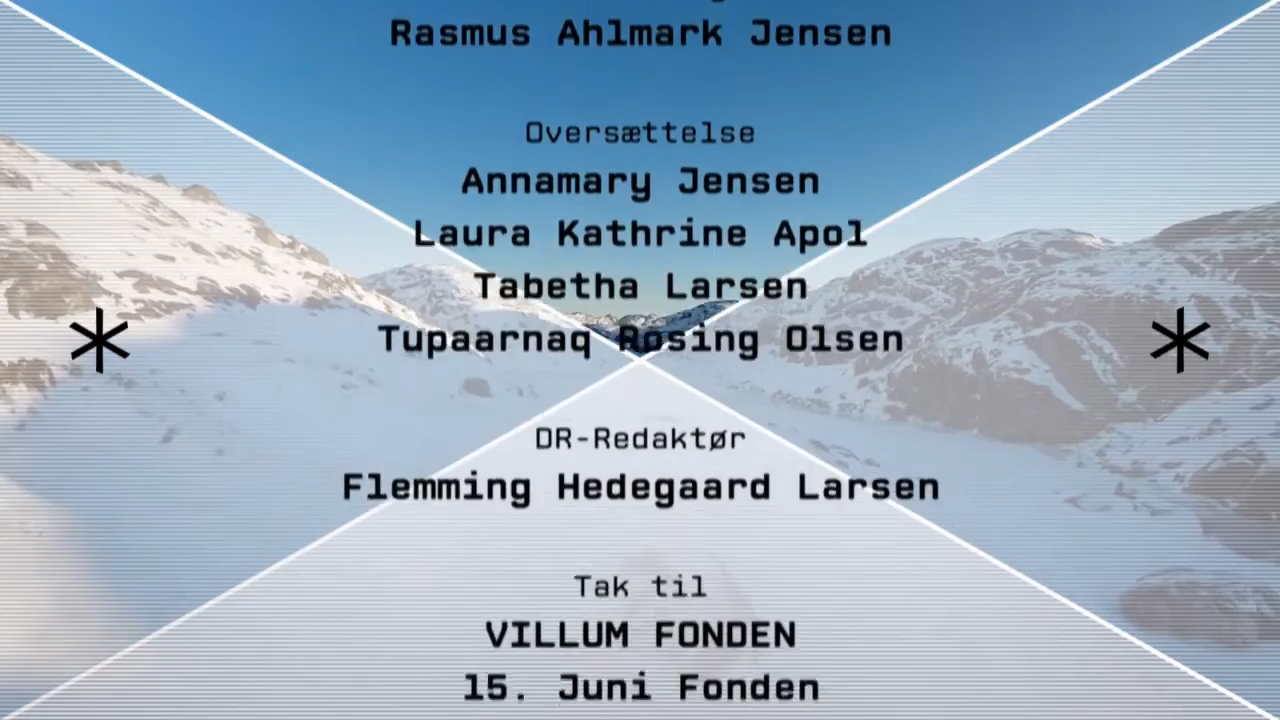 Rasmus Ahlmark Jensen
Oversættelse
Annamary Jensen
Laura Kathrine Apol
Tabetha Larsen
Tupaarnaq Rosing Olsen
DR-Redaktør
Flemming Hedegaard Larsen
Tak til
VILLUM FONDEN
15. Juni Fonden